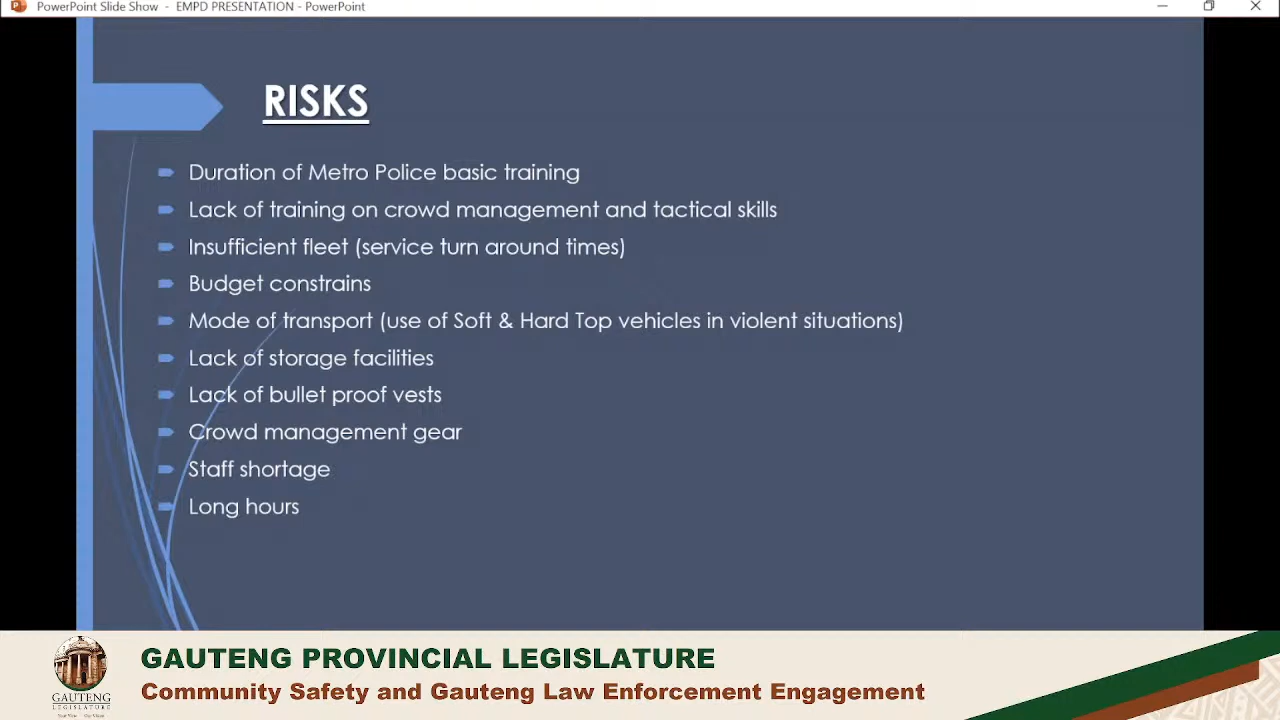 PowerPoint Slide Show - EMPD PRESENTATION - PowerPoint
RISKS
Duration of Metro Police basic training
Lack of training on crowd management and tactical skills
Insufficient fleet (service turn around times)
Budget constrains
Mode of transport (use of Soft & Hard Top vehicles in violent situations)
Lack of storage facilities
Lack of bullet proof vests
Crowd management gear
Staff shortage
Long hours
GAUTENG PROVINCIAL LEGISLATURE
Community Safety and Gauteng Law Enforcement Engagement
GAUTENG
LEGISLATURE